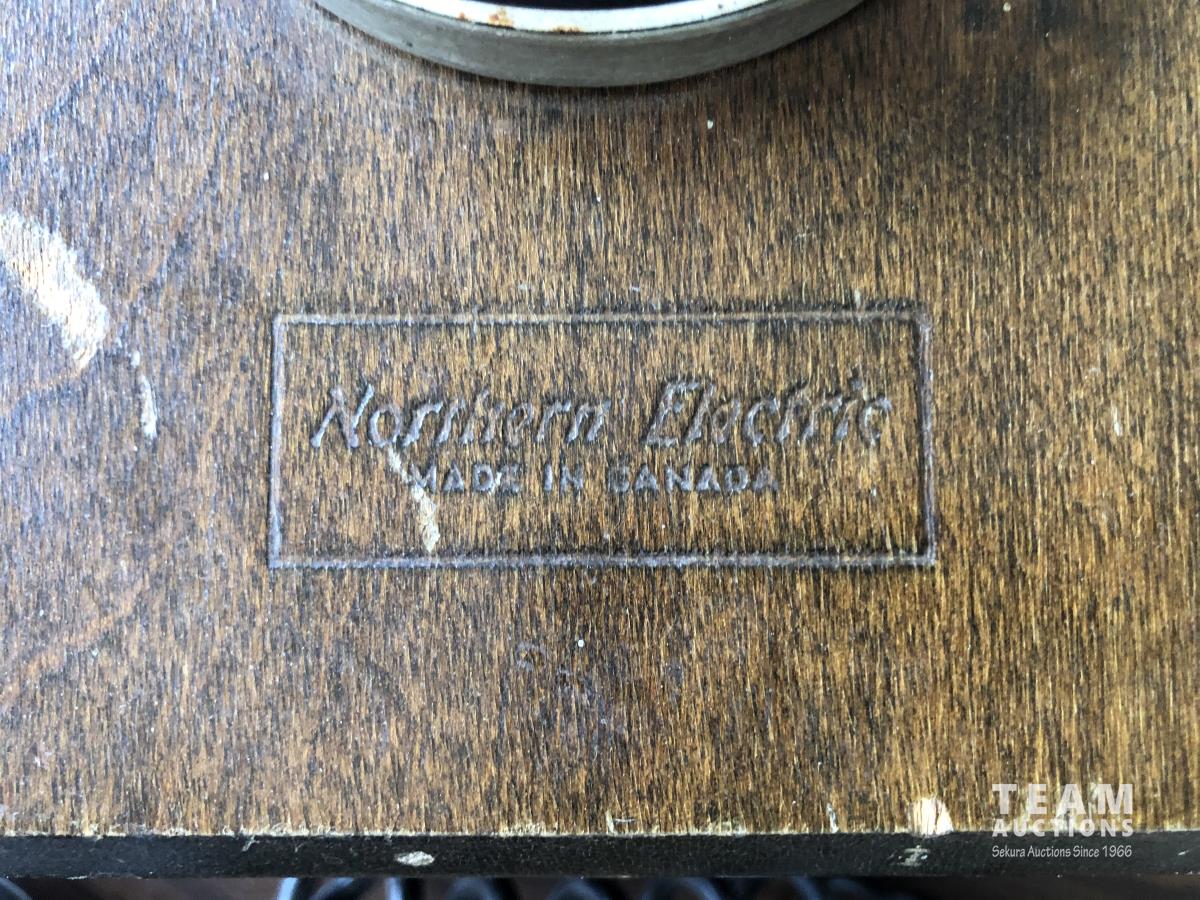 Northern Electric
MADE IN CANADA
TEAM
AUCTIONS
Sekura Auctions Since 1966